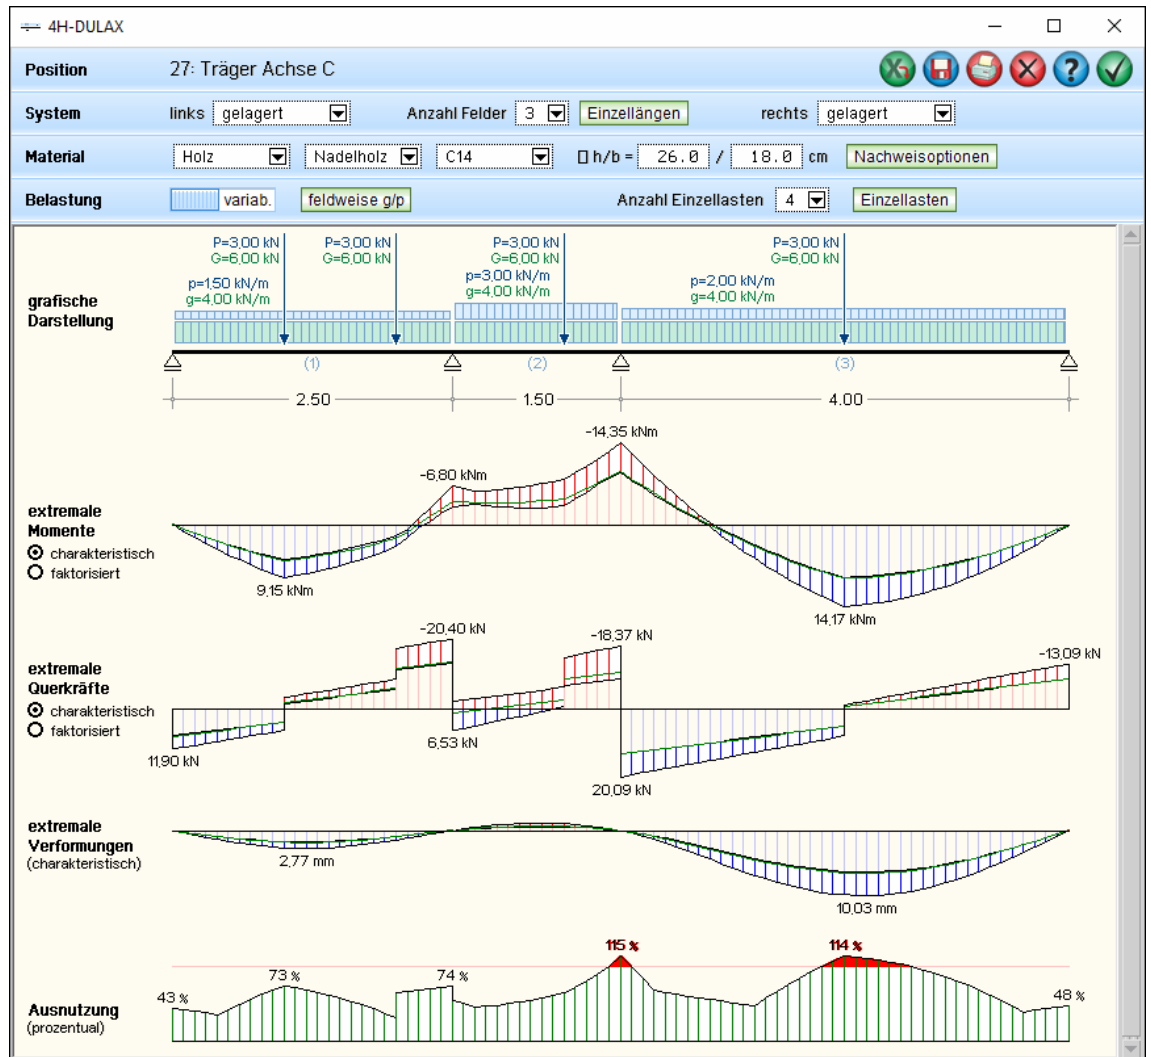 4H-DULAX
Position 27: Träger Achse C
System links gelagert Anzahl Felder 3 Einzellängen rechts gelagert
Material Holz Nadelholz C14 h/b = 26.0 / 18.0 cm Nachweisoptionen
Belastung variab. feldweise g/p Anzahl Einzellasten 4 Einzellasten
P=3,00 kN P=3,00 kN P=3,00 kN P=3,00 kN
G=6,00 kN G=6,00 kN G=6,00 kN G=6,00 kN
p=1,50 kN/m p=3,00 kN/m p=2,00 kN/m
g=4,00 kN/m g=4,00 kN/m g=4,00 kN/m
grafische
Darstellung
(1) (2) (3)
2.50 1.50 4.00
-14,35 kNm
-6,80 kNm
extremale
Momente
charakteristisch
faktorisiert
9,15 kNm
14,17 kNm
-20,40 kN
-18,37 kN
-13,09 kN
extremale
Querkräfte
charakteristisch
faktorisiert
6,53 kN
11,90 kN
20,09 kN
extremale
Verformungen
(charakteristisch)
2,77 mm
10,03 mm
115 % 114 %
73 % 74 %
43 % 48 %
Ausnutzung
(prozentual)